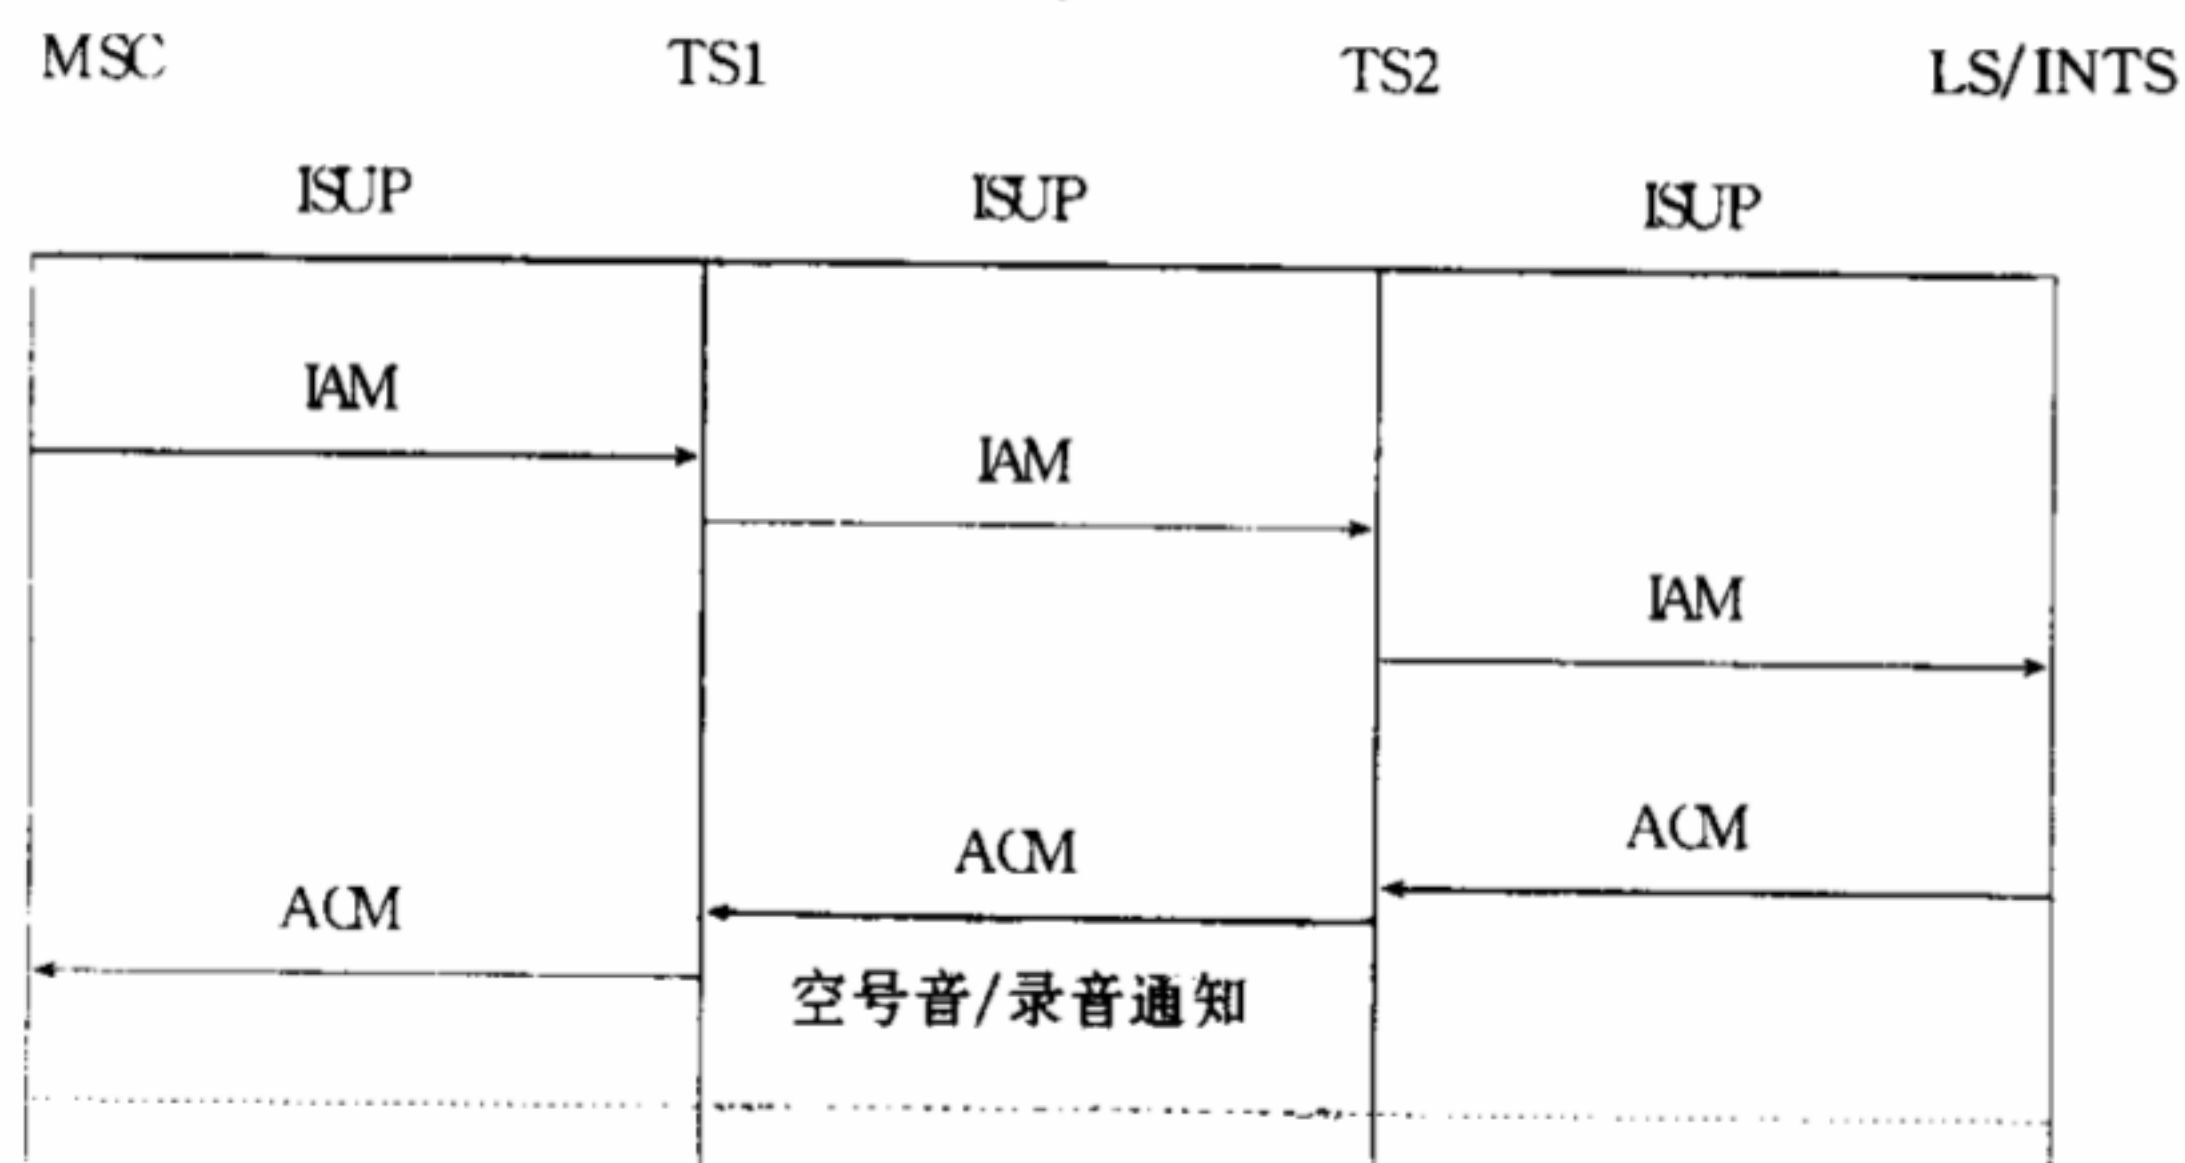 MSC TS1 TS2 LS/INTS
ISUP ISUP ISUP
IAM
IAM
IAM
ACM
ACM
ACM
空号音/录音通知